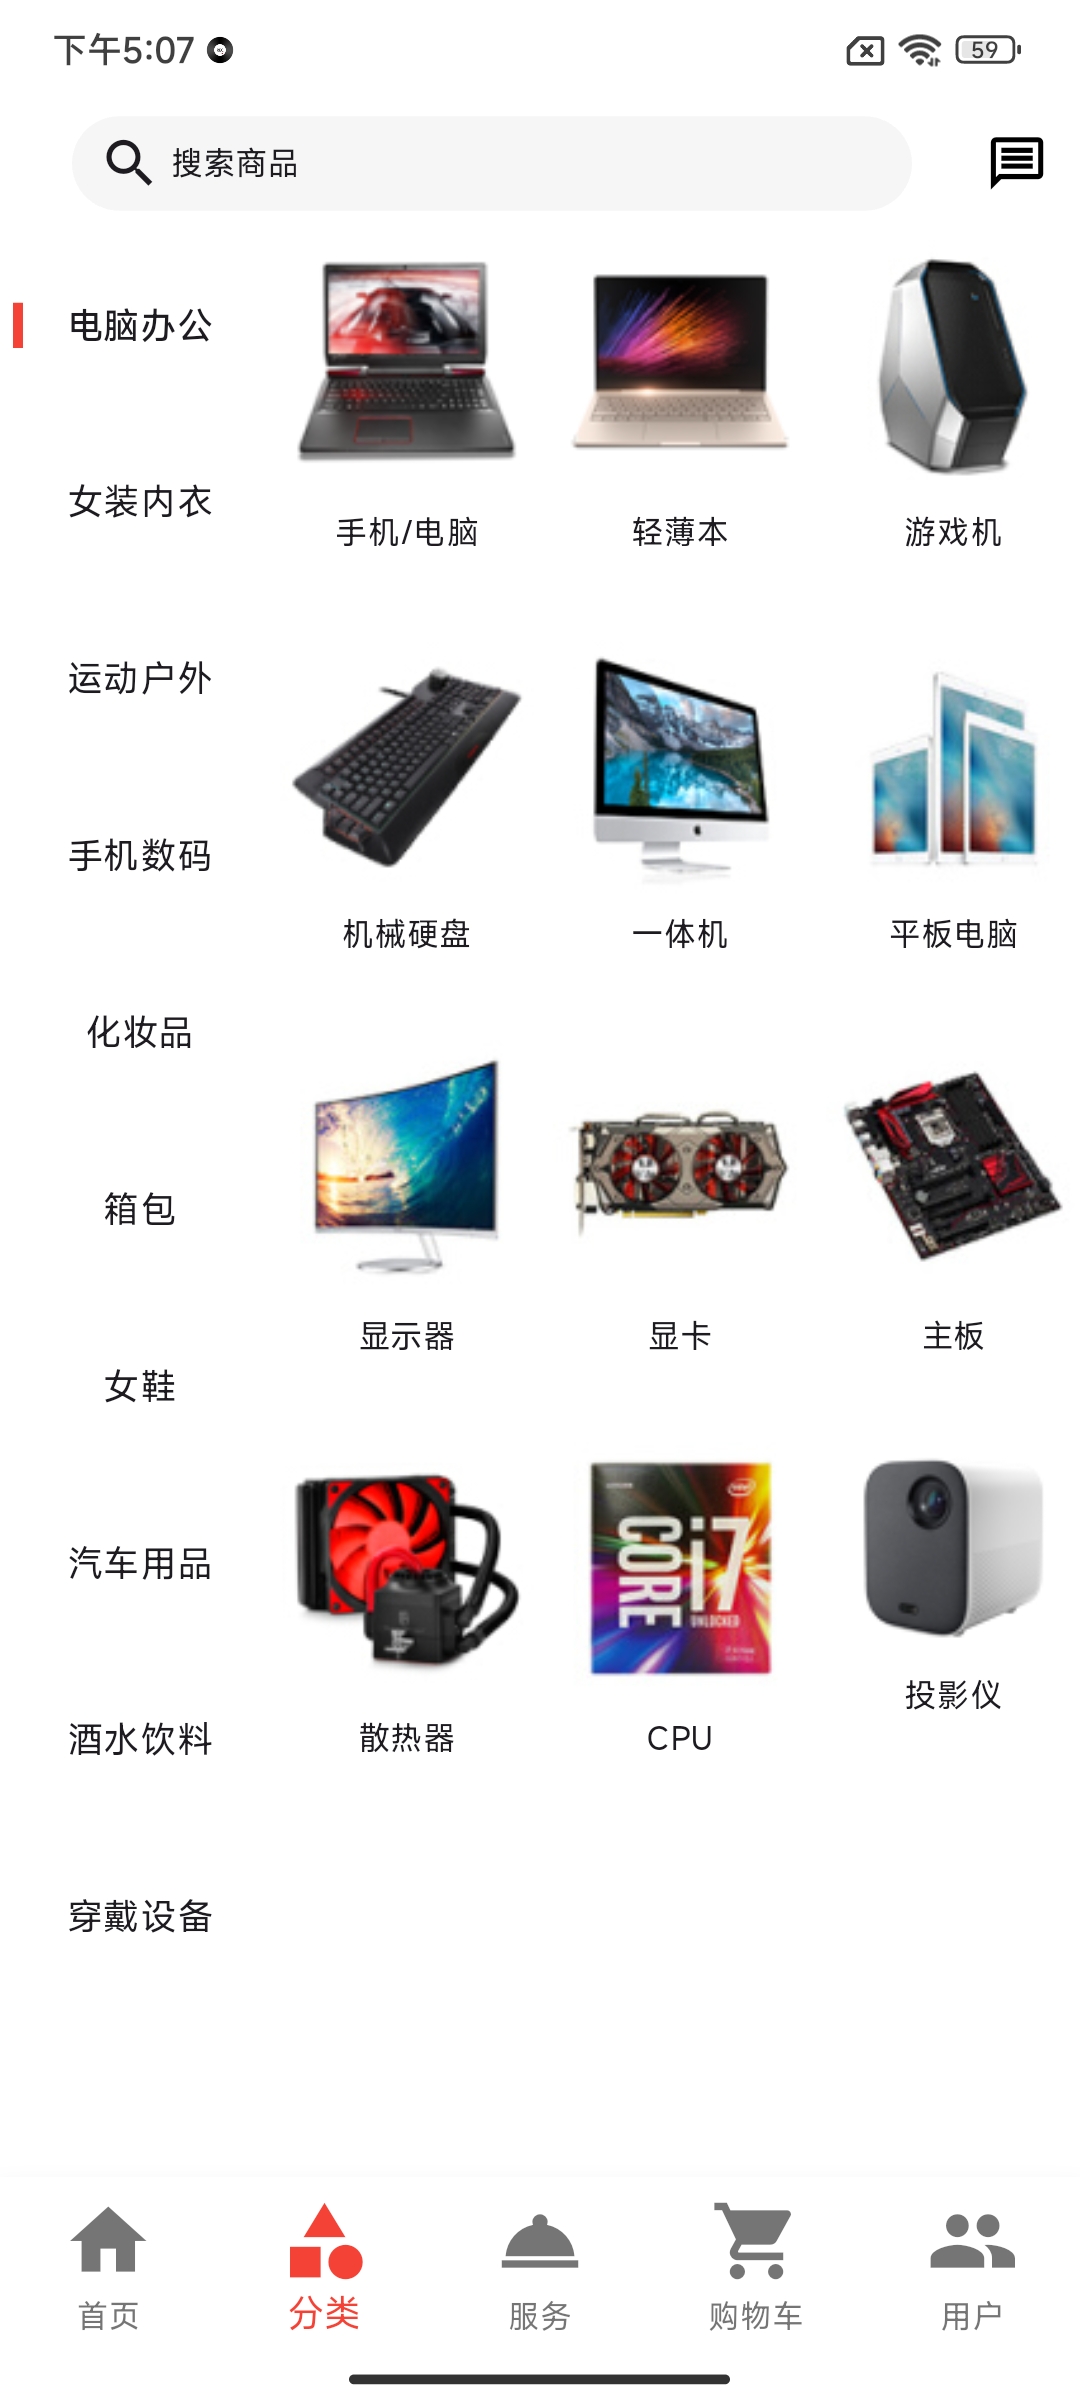 下午5:07
59
搜索商品
电脑办公
女装内衣
运动户外
手机数码
化妆品
箱包
女鞋
汽车用品
酒水饮料
穿戴设备
手机/电脑
轻薄本
游戏机
机械硬盘
一体机
平板电脑
显示器
显卡
主板
散热器
CORE i7
UNLOCKED
CPU
投影仪
首页
分类
服务
购物车
用户